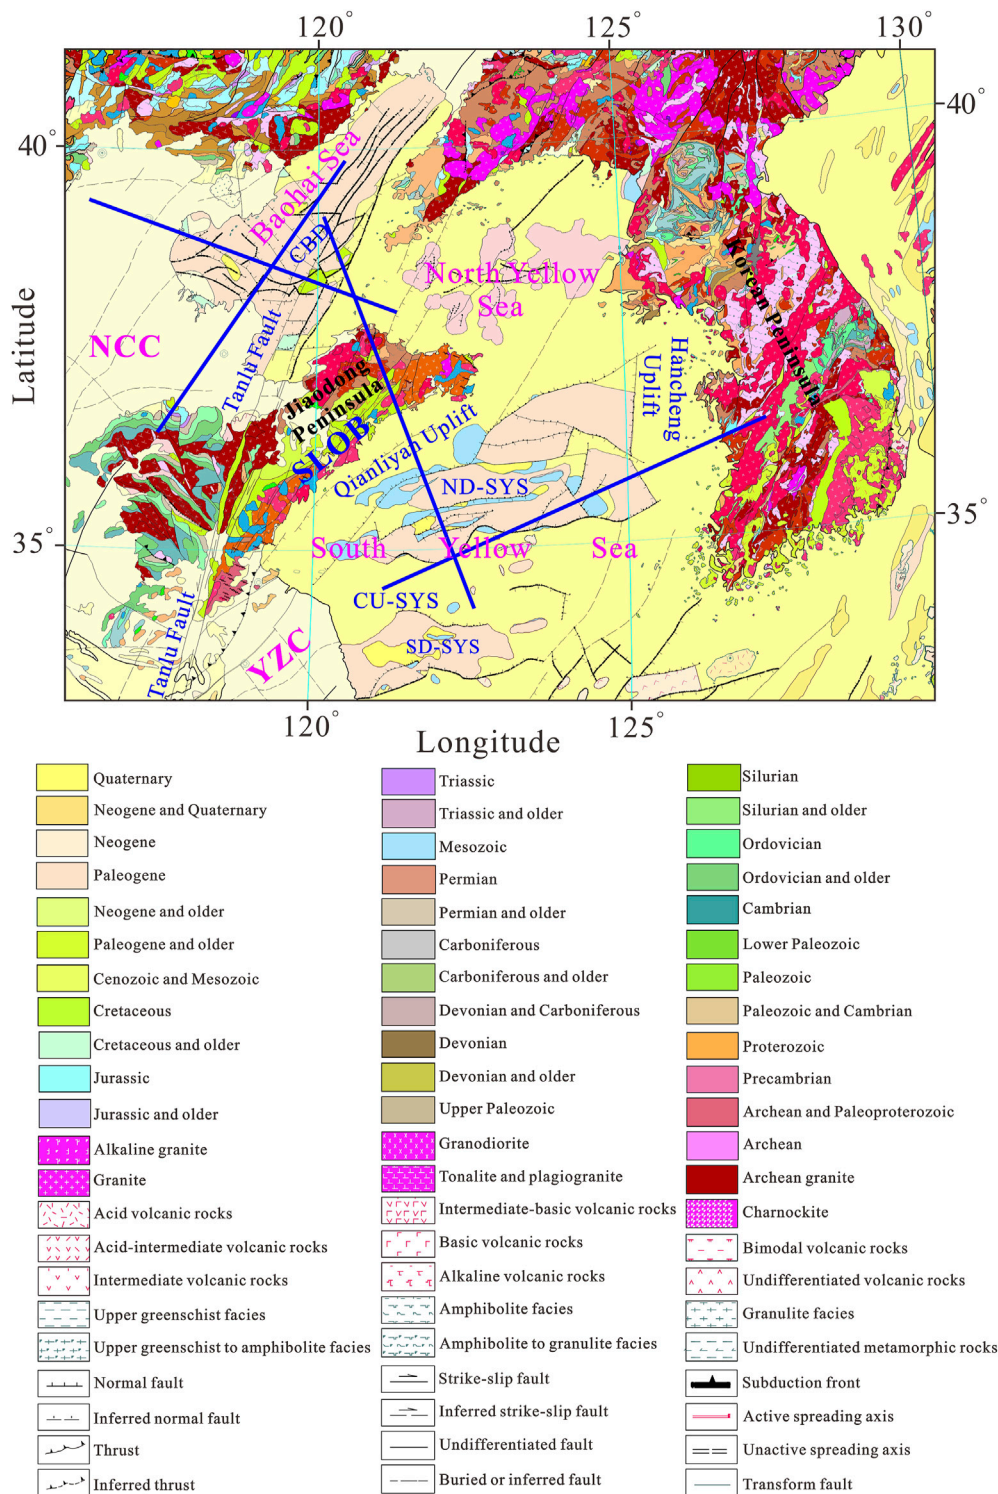 120°
125°
130°
40°
40°
Baohai Sea
CBD
North Yellow
Sea
Korean Peninsula
Latitude
NCC
Tanlu Fault
Jiaodong
Peninsula
SLOB
Qianliyan Uplift
Hancheng
Uplift
ND-SYS
35°
35°
South Yellow Sea
CU-SYS
SD-SYS
Tanlu Fault
YZC
120°
125°
Longitude
Quaternary
Neogene and Quaternary
Neogene
Paleogene
Neogene and older
Paleogene and older
Cenozoic and Mesozoic
Cretaceous
Cretaceous and older
Jurassic
Jurassic and older
Alkaline granite
Granite
Acid volcanic rocks
Acid-intermediate volcanic rocks
Intermediate volcanic rocks
Upper greenschist facies
Upper greenschist to amphibolite facies
Normal fault
Inferred normal fault
Thrust
Inferred thrust
Triassic
Triassic and older
Mesozoic
Permian
Permian and older
Carboniferous
Carboniferous and older
Devonian and Carboniferous
Devonian
Devonian and older
Upper Paleozoic
Granodiorite
Tonalite and plagiogranite
Intermediate-basic volcanic rocks
Basic volcanic rocks
Alkaline volcanic rocks
Amphibolite facies
Amphibolite to granulite facies
Strike-slip fault
Inferred strike-slip fault
Undifferentiated fault
Buried or inferred fault
Silurian
Silurian and older
Ordovician
Ordovician and older
Cambrian
Lower Paleozoic
Paleozoic
Paleozoic and Cambrian
Proterozoic
Precambrian
Archean and Paleoproterozoic
Archean
Archean granite
Charnockite
Bimodal volcanic rocks
Undifferentiated volcanic rocks
Granulite facies
Undifferentiated metamorphic rocks
Subduction front
Active spreading axis
Unactive spreading axis
Transform fault